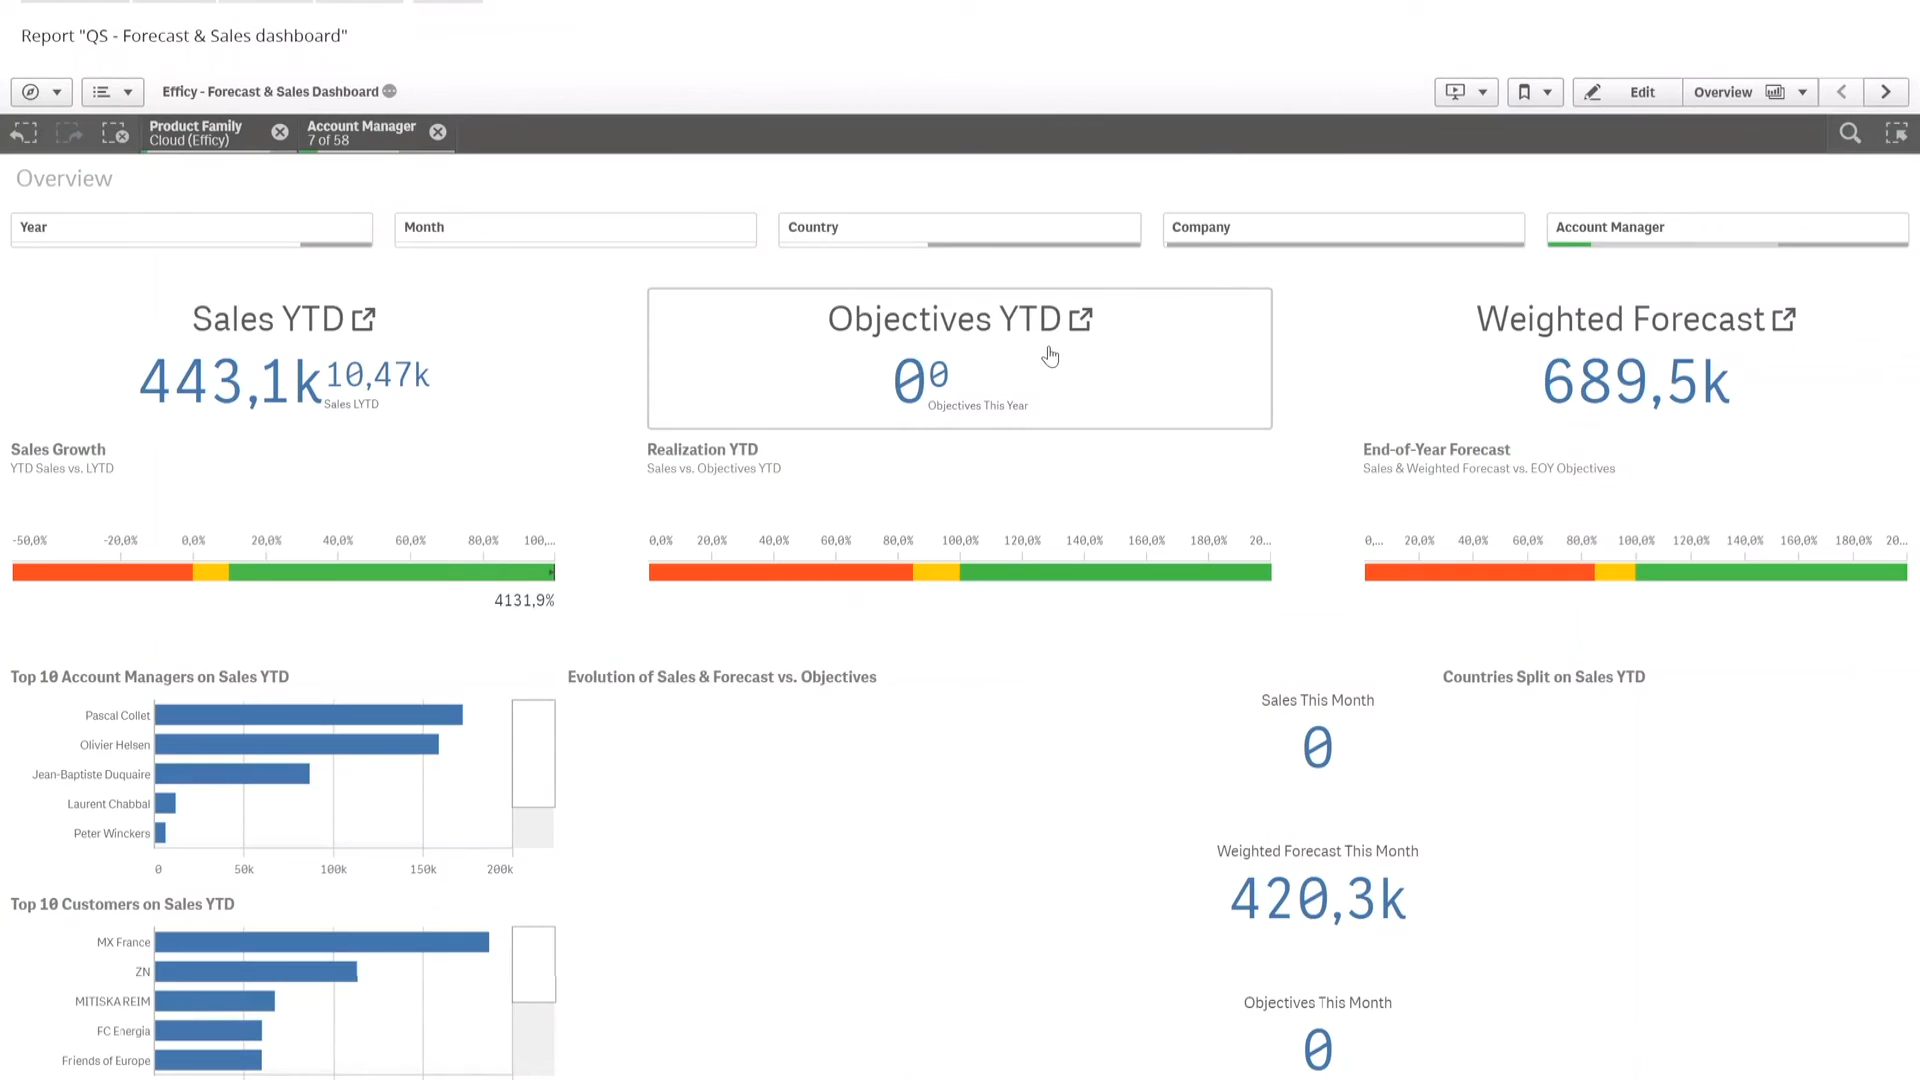 Report "QS - Forecast & Sales dashboard"
Efficy - Forecast & Sales Dashboard
Edit
Overview
Product Family
Cloud (Efficy)
Account Manager
7 of 58
Overview
Year
Month
Country
Company
Account Manager
Sales YTD
443,1k
10,47k
Sales LYTD
Objectives YTD
0
0
Objectives This Year
Weighted Forecast
689,5k
Sales Growth
YTD Sales vs. LYTD
-50,0% -20,0% 0,0% 20,0% 40,0% 60,0% 80,0% 100,...
4131,9%
Realization YTD
Sales vs. Objectives YTD
0,0% 20,0% 40,0% 60,0% 80,0% 100,0% 120,0% 140,0% 160,0% 180,0% 20...
End-of-Year Forecast
Sales & Weighted Forecast vs. EOY Objectives
0,... 20,0% 40,0% 60,0% 80,0% 100,0% 120,0% 140,0% 160,0% 180,0% 20...
Top 10 Account Managers on Sales YTD
Pascal Collet
Olivier Helsen
Jean-Baptiste Duquaire
Laurent Chabbal
Peter Winckers
0 50k 100k 150k 200k
Top 10 Customers on Sales YTD
MX France
ZN
MITISKA REIM
FC Energia
Friends of Europe
Evolution of Sales & Forecast vs. Objectives
Sales This Month
0
Weighted Forecast This Month
420,3k
Objectives This Month
0
Countries Split on Sales YTD